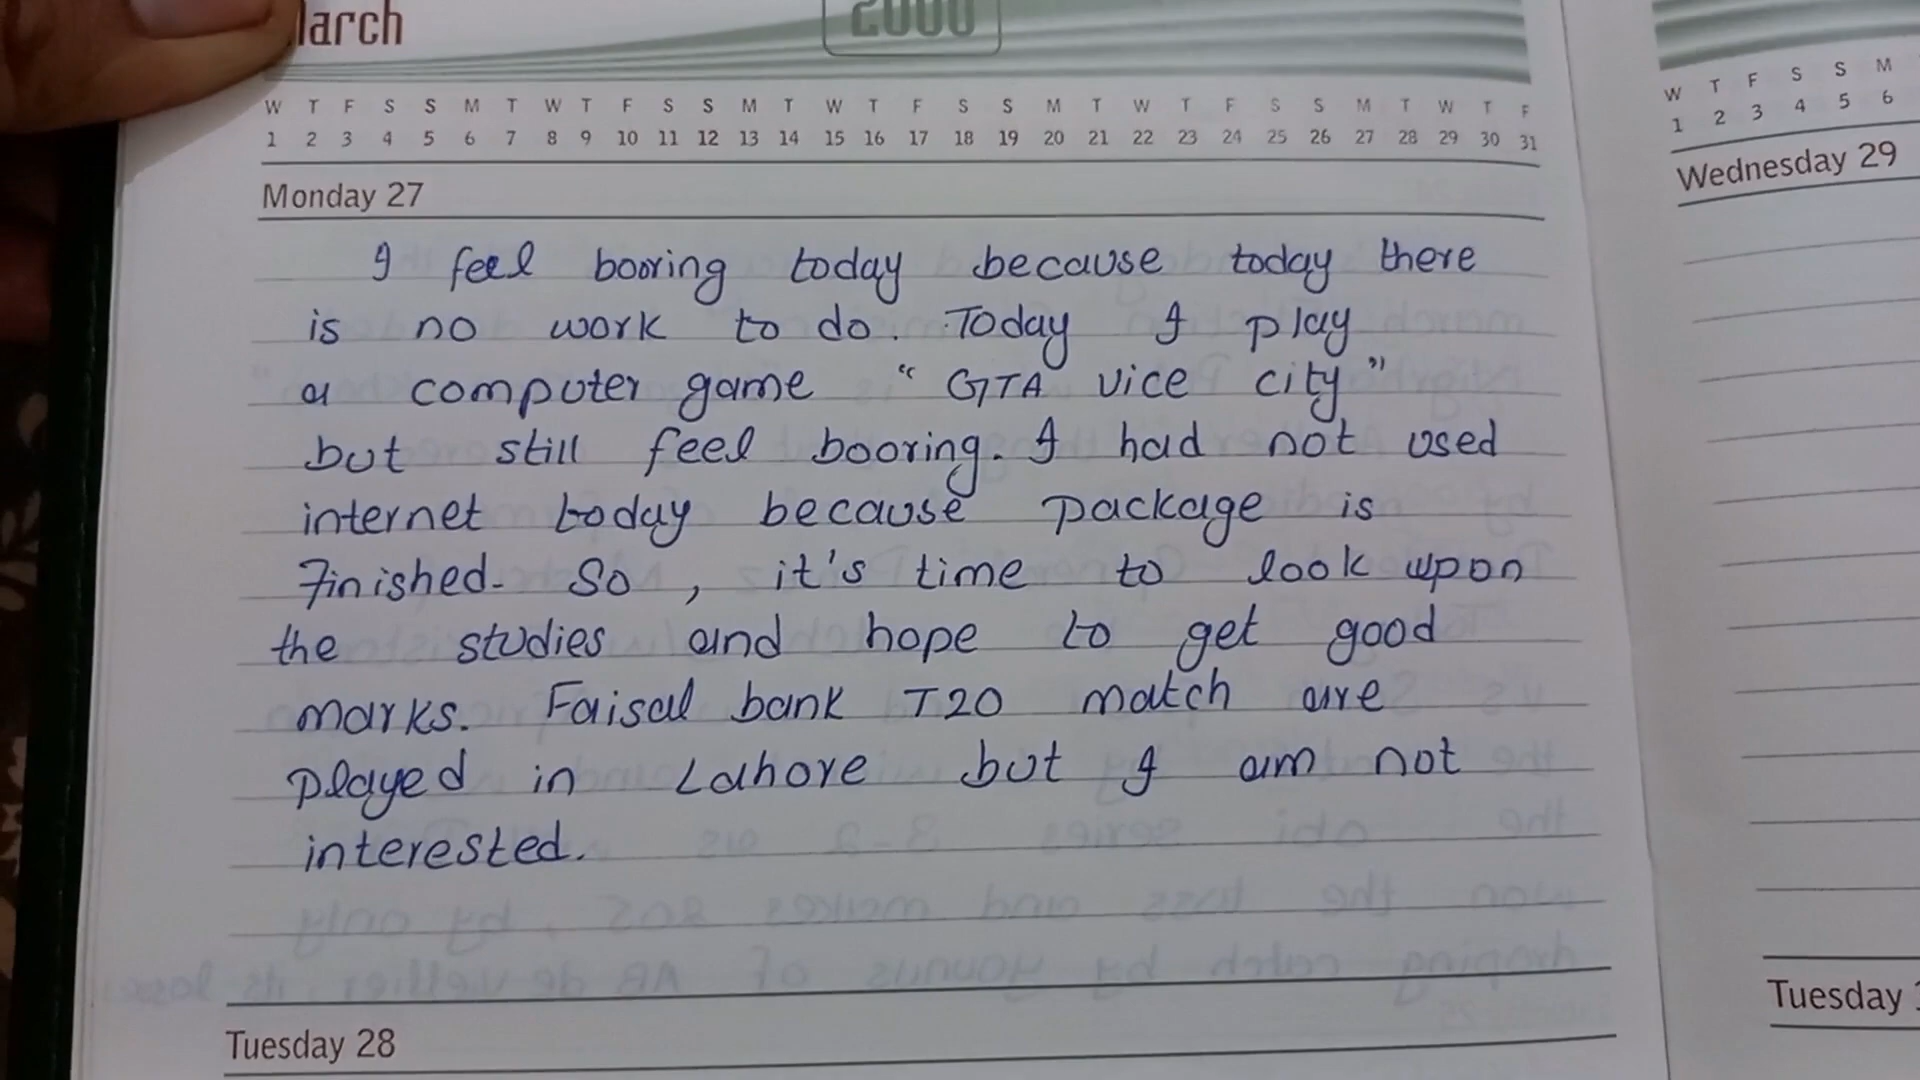 arch
2000
W T F S S M T W T F S S M T W T F S S M T W T F S S M T W T F
1 2 3 4 5 6 7 8 9 10 11 12 13 14 15 16 17 18 19 20 21 22 23 24 25 26 27 28 29 30 31
Monday 27
I feel booring today because today there
is no work to do. Today I play
a computer game "GTA vice city"
but still feel booring. I had not used
internet today because package is
finished. So, it's time to look upon
the studies and hope to get good
marks. Faisal bank T20 match are
played in Lahore but I am not
interested.
Tuesday 28
W T F S S M
1 2 3 4 5 6
Wednesday 29
Tuesday